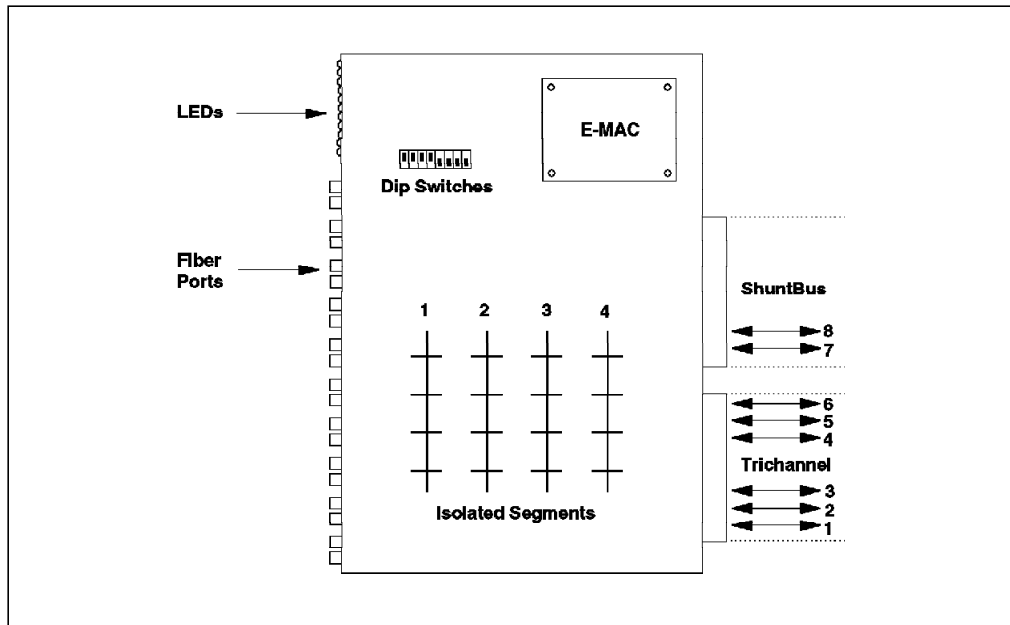 LEDs
E-MAC
Dip Switches
Fiber
Ports
1 2 3 4
ShuntBus
8
7
6
5
4
Trichannel
3
2
1
Isolated Segments